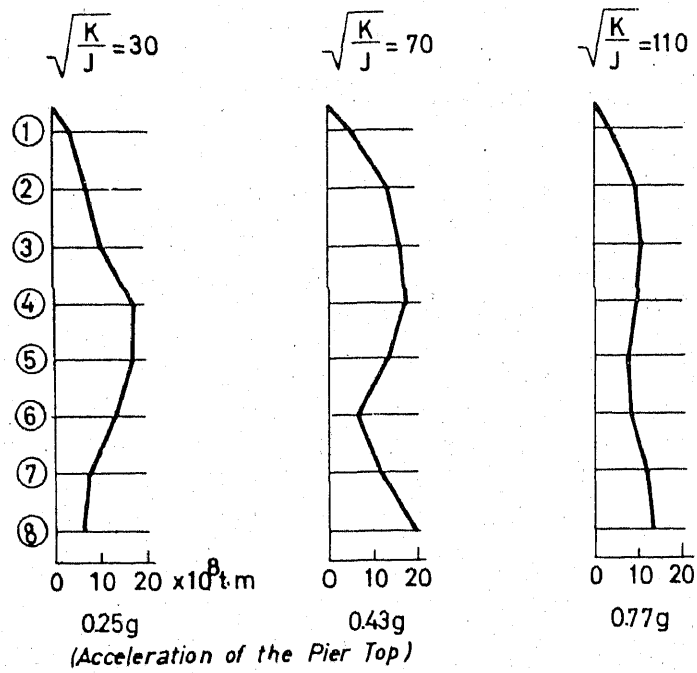 √K/J = 30
√K/J = 70
√K/J = 110
①
②
③
④
⑤
⑥
⑦
⑧
0 10 20 x10⁸t.m
0 10 20
0 10 20
0.25g
0.43g
0.77g
(Acceleration of the Pier Top)